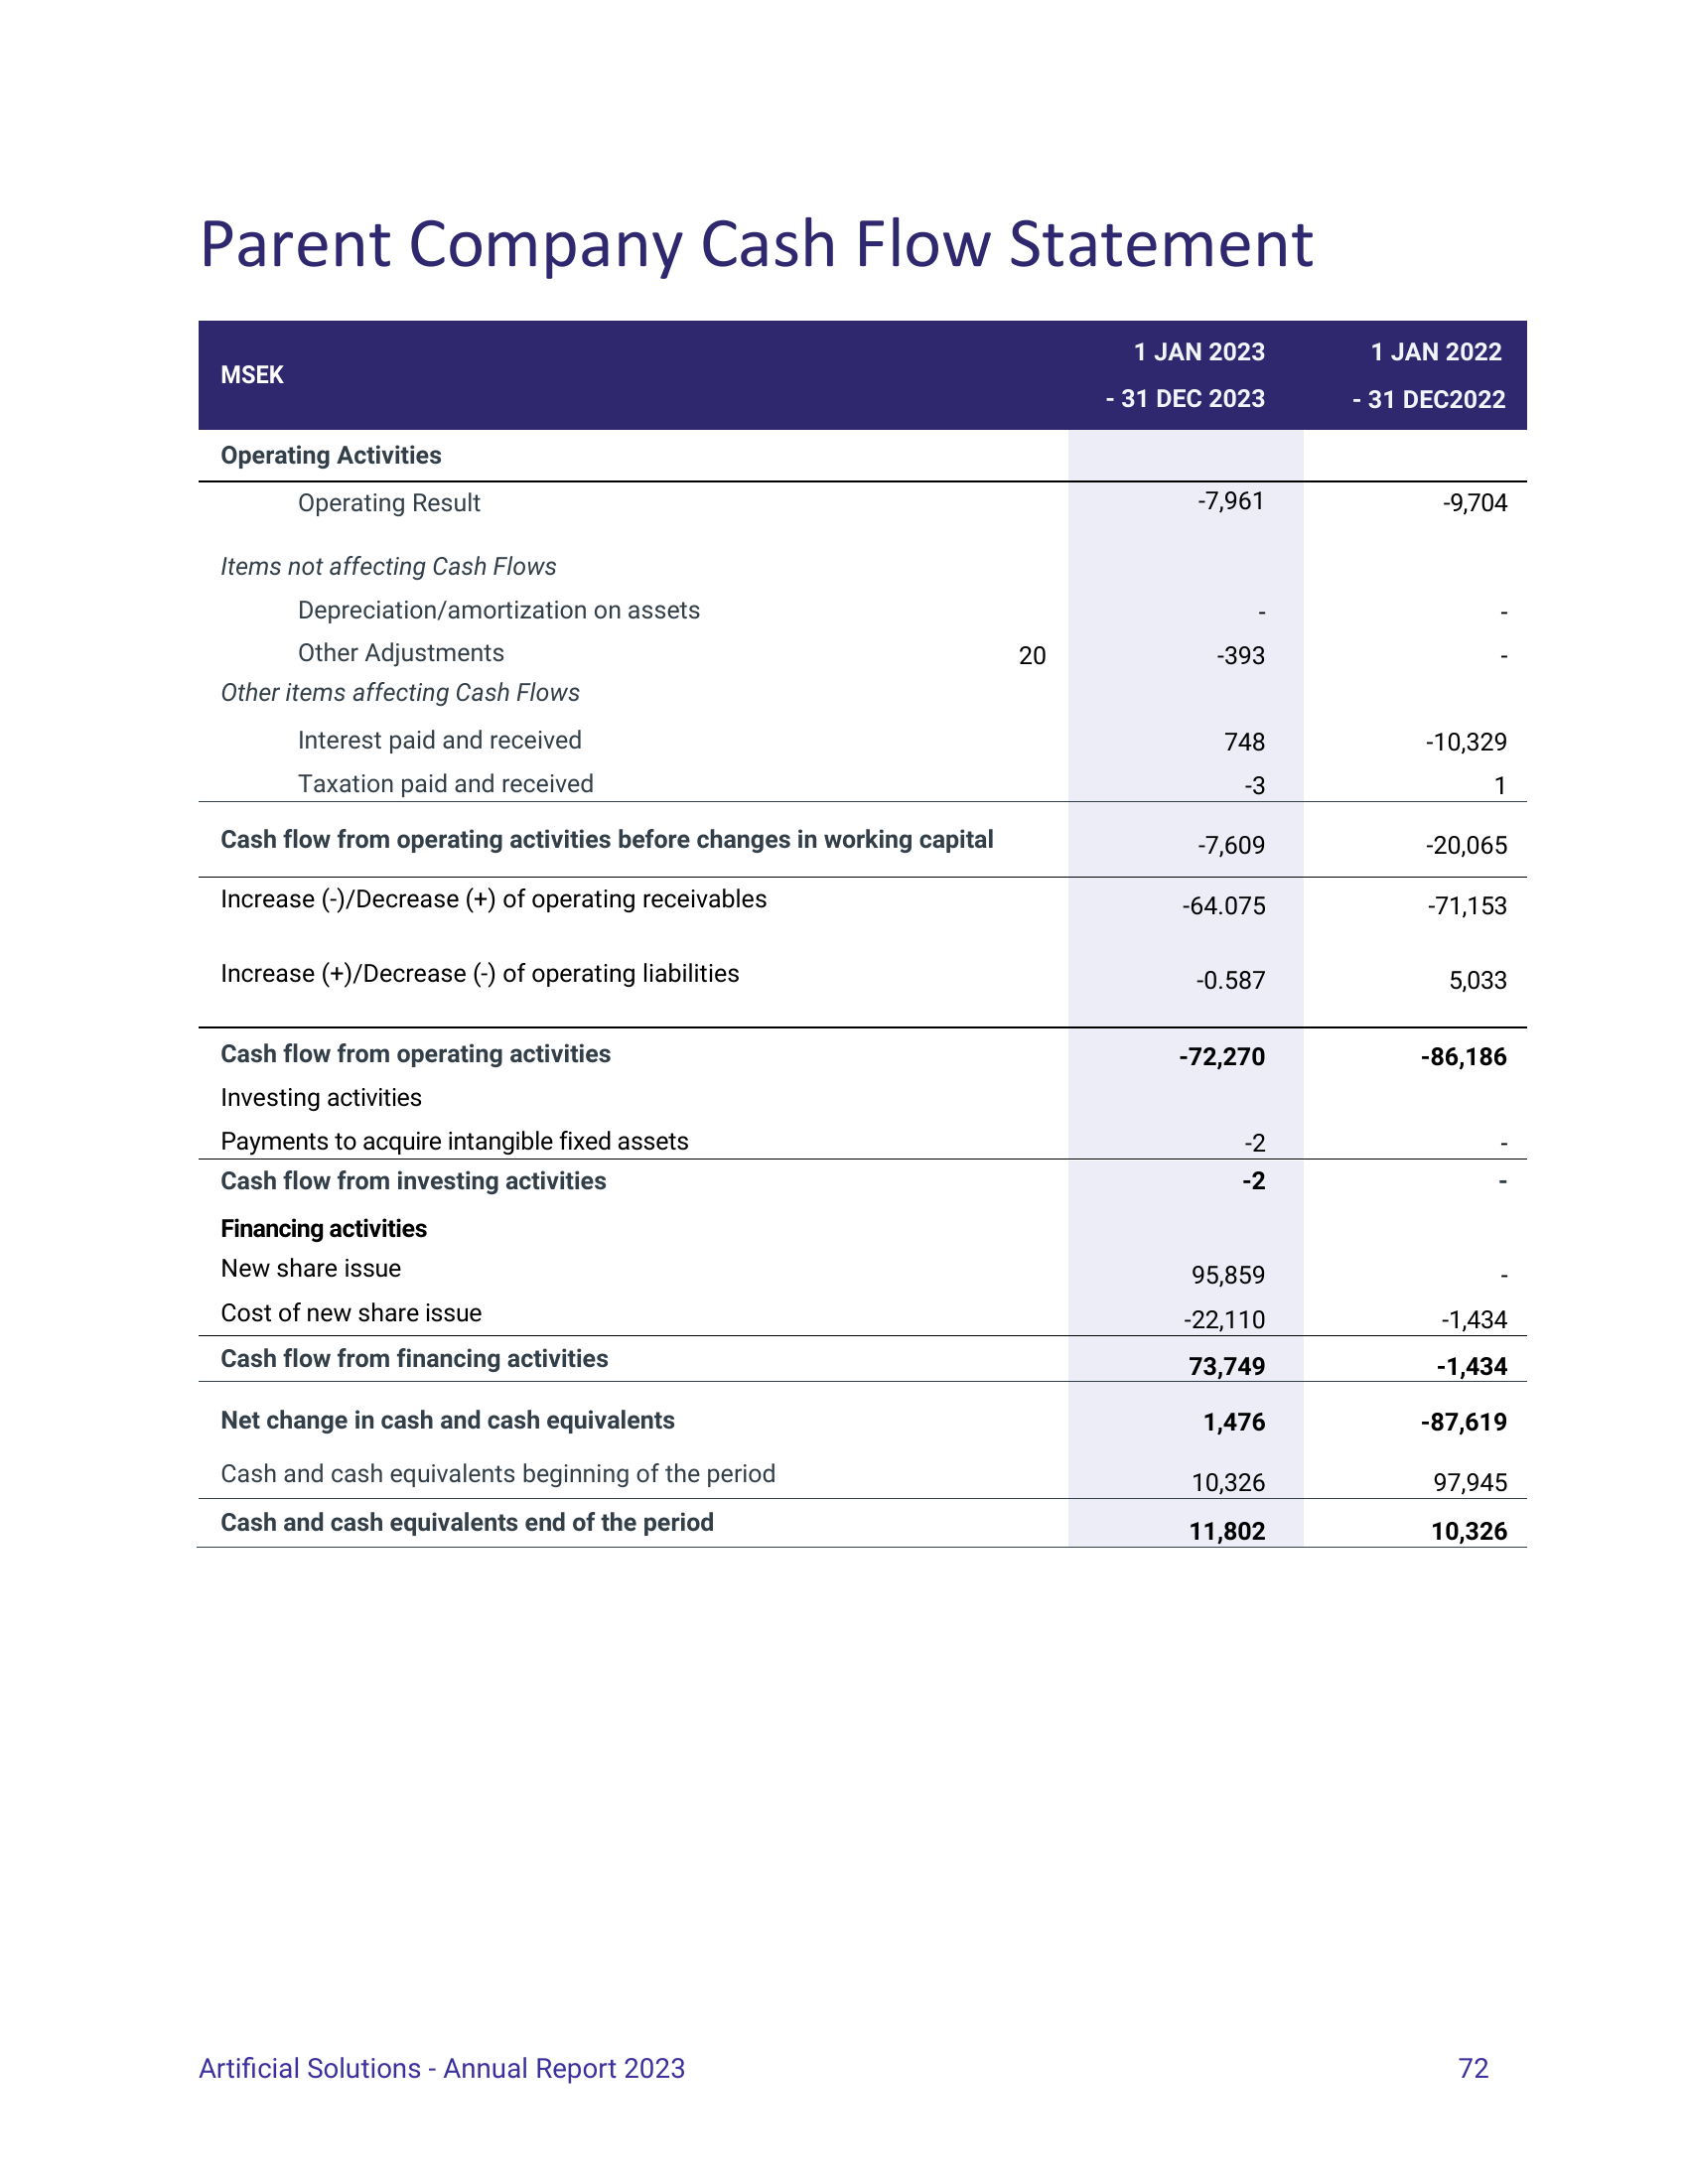 Parent Company Cash Flow Statement
MSEK 1 JAN 2023 - 31 DEC 2023 1 JAN 2022 - 31 DEC2022
Operating Activities
Operating Result -7,961 -9,704
Items not affecting Cash Flows
Depreciation/amortization on assets - -
Other Adjustments 20 -393 -
Other items affecting Cash Flows
Interest paid and received 748 -10,329
Taxation paid and received -3 1
Cash flow from operating activities before changes in working capital -7,609 -20,065
Increase (-)/Decrease (+) of operating receivables -64.075 -71,153
Increase (+)/Decrease (-) of operating liabilities -0.587 5,033
Cash flow from operating activities -72,270 -86,186
Investing activities
Payments to acquire intangible fixed assets -2 -
Cash flow from investing activities -2 -
Financing activities
New share issue 95,859 -
Cost of new share issue -22,110 -1,434
Cash flow from financing activities 73,749 -1,434
Net change in cash and cash equivalents 1,476 -87,619
Cash and cash equivalents beginning of the period 10,326 97,945
Cash and cash equivalents end of the period 11,802 10,326
Artificial Solutions - Annual Report 2023 72